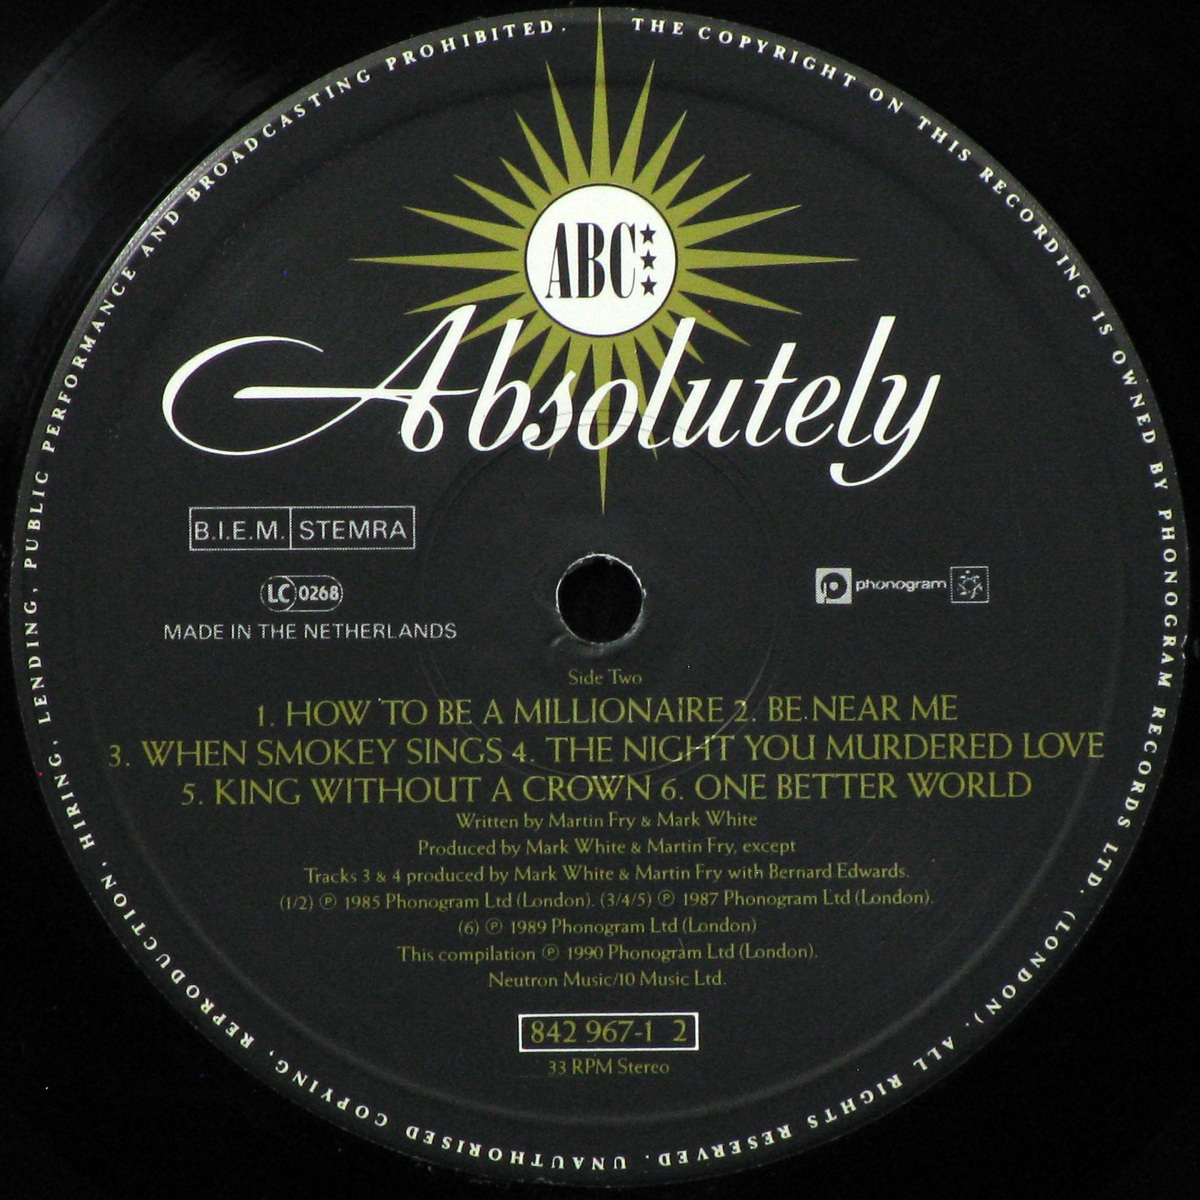 THE COPYRIGHT ON THIS RECORDING IS OWNED BY PHONOGRAM RECORDS LTD. (LONDON). ALL RIGHTS RESERVED. UNAUTHORISED COPYING, REPRODUCTION, HIRING, LENDING, PUBLIC PERFORMANCE AND BROADCASTING PROHIBITED.
ABC
Absolutely
B.I.E.M. STEMRA
LC 0268
MADE IN THE NETHERLANDS
phonogram
Side Two
1. HOW TO BE A MILLIONAIRE 2. BE NEAR ME
3. WHEN SMOKEY SINGS 4. THE NIGHT YOU MURDERED LOVE
5. KING WITHOUT A CROWN 6. ONE BETTER WORLD
Written by Martin Fry & Mark White
Produced by Mark White & Martin Fry, except
Tracks 3 & 4 produced by Mark White & Martin Fry with Bernard Edwards.
(1/2) ℗ 1985 Phonogram Ltd (London). (3/4/5) ℗ 1987 Phonogram Ltd (London).
(6) ℗ 1989 Phonogram Ltd (London)
This compilation ℗ 1990 Phonogram Ltd (London).
Neutron Music/10 Music Ltd.
842 967-1 2
33 RPM Stereo